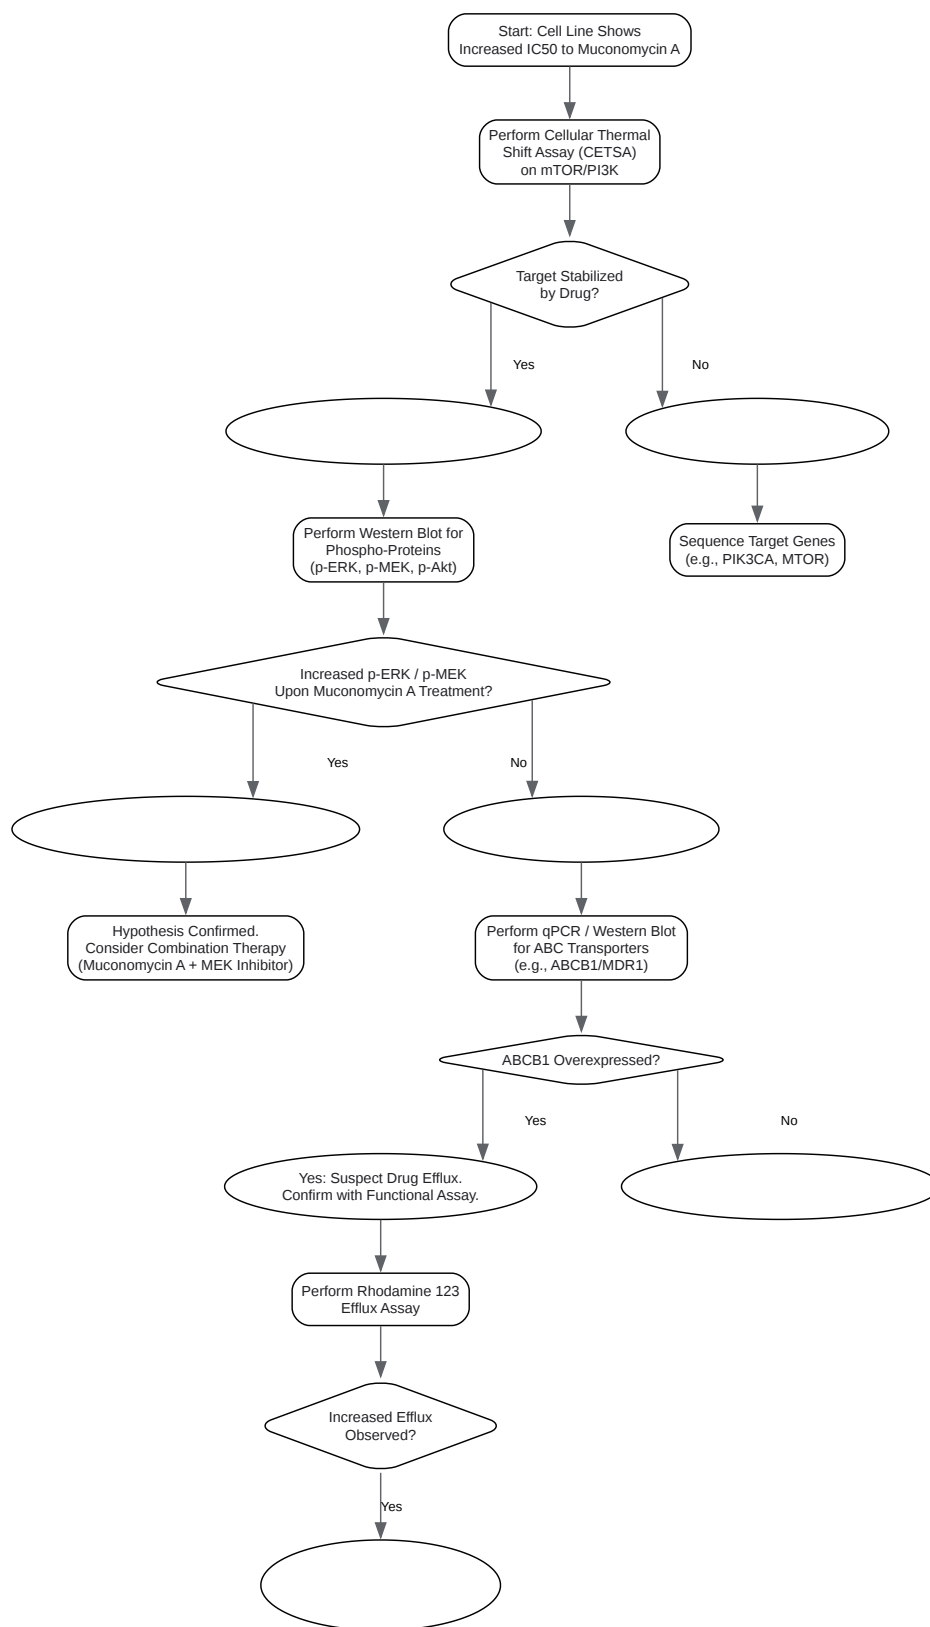 Start: Cell Line Shows
Increased IC50 to Muconomycin A
Perform Cellular Thermal
Shift Assay (CETSA)
on mTOR/PI3K
Target Stabilized
by Drug?
Yes
No
Perform Western Blot for
Phospho-Proteins
(p-ERK, p-MEK, p-Akt)
Sequence Target Genes
(e.g., PIK3CA, MTOR)
Increased p-ERK / p-MEK
Upon Muconomycin A Treatment?
Yes
No
Hypothesis Confirmed.
Consider Combination Therapy
(Muconomycin A + MEK Inhibitor)
Perform qPCR / Western Blot
for ABC Transporters
(e.g., ABCB1/MDR1)
ABCB1 Overexpressed?
Yes
No
Yes: Suspect Drug Efflux.
Confirm with Functional Assay.
Perform Rhodamine 123
Efflux Assay
Increased Efflux
Observed?
Yes